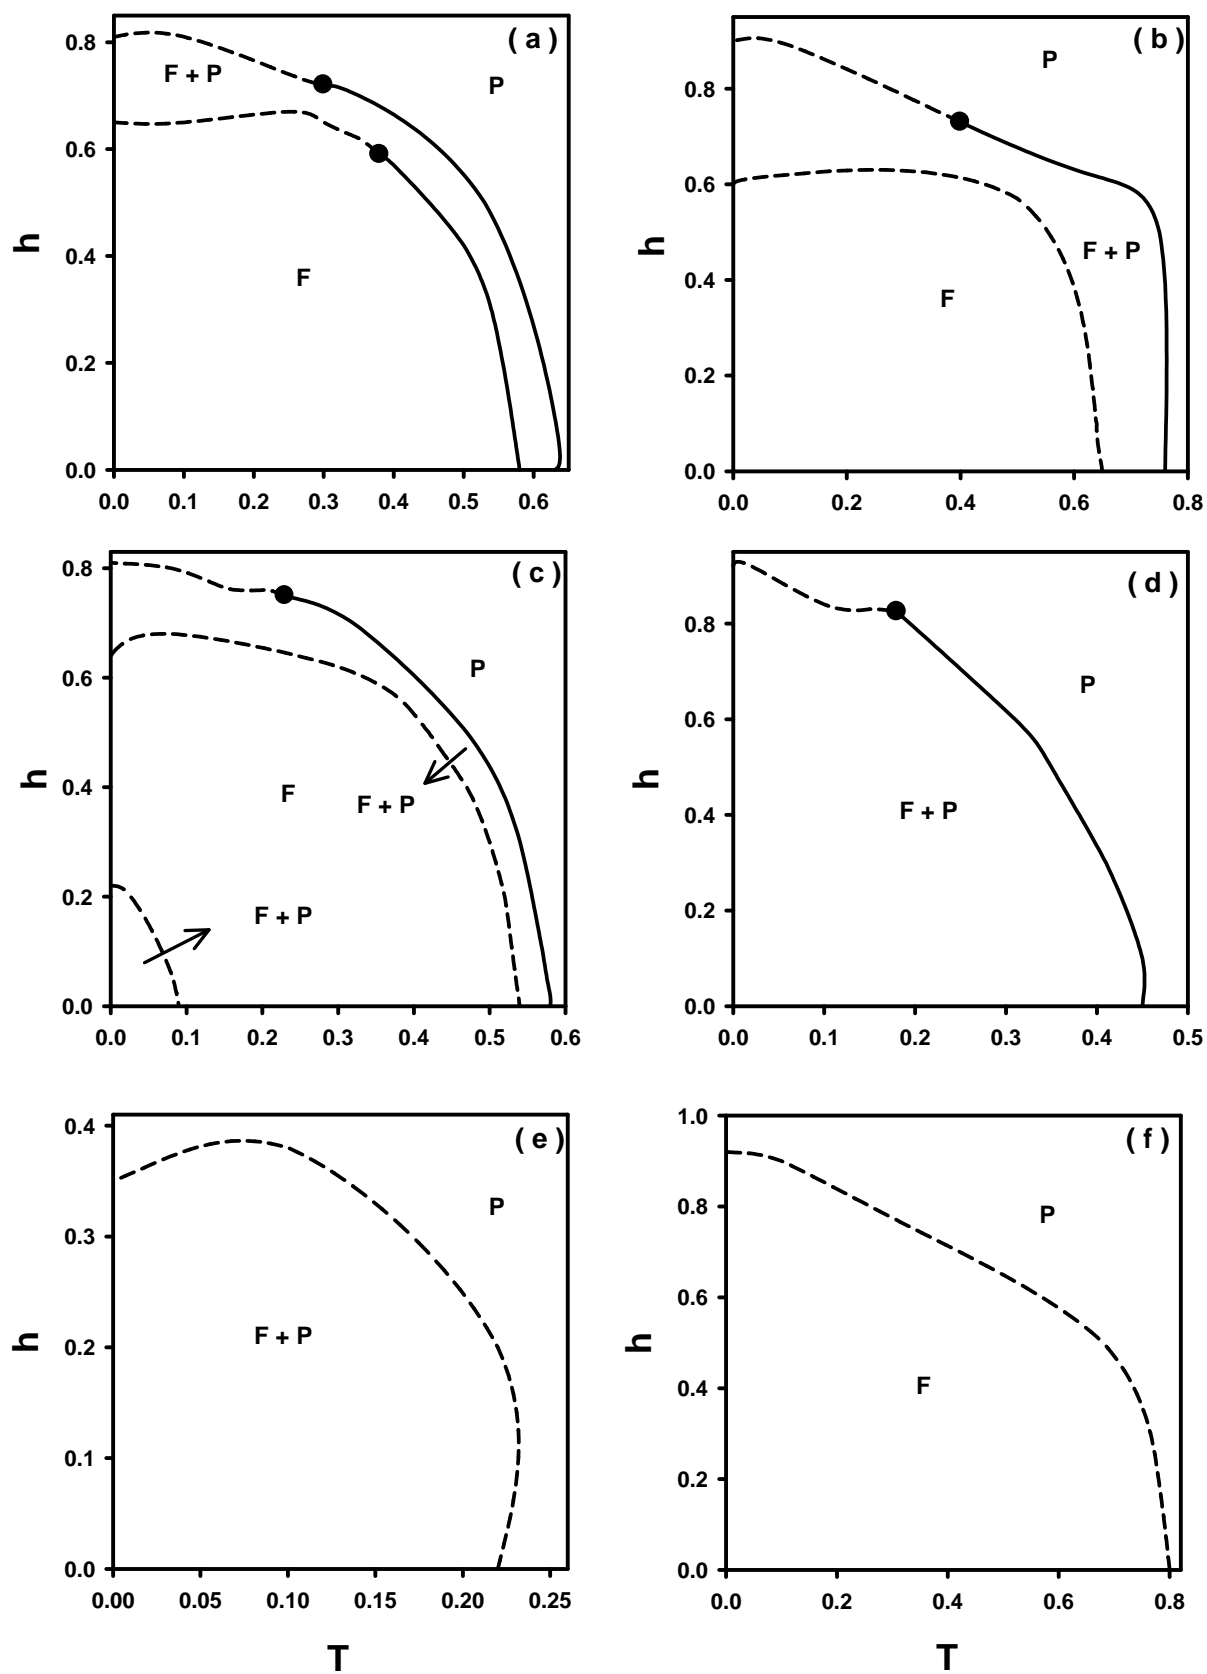 ( a )
0.8
F + P
P
0.6
h
0.4
F
0.2
0.0
0.0 0.1 0.2 0.3 0.4 0.5 0.6
( b )
P
0.8
0.6
h
F + P
0.4
F
0.2
0.0
0.0 0.2 0.4 0.6 0.8
( c )
0.8
P
0.6
h
0.4
F
F + P
0.2
F + P
0.0
0.0 0.1 0.2 0.3 0.4 0.5 0.6
( d )
0.8
P
0.6
h
0.4
F + P
0.2
0.0
0.0 0.1 0.2 0.3 0.4 0.5
( e )
0.4
P
0.3
h
0.2
F + P
0.1
0.0
0.00 0.05 0.10 0.15 0.20 0.25
T
( f )
1.0
0.8
P
0.6
h
0.4
F
0.2
0.0
0.0 0.2 0.4 0.6 0.8
T